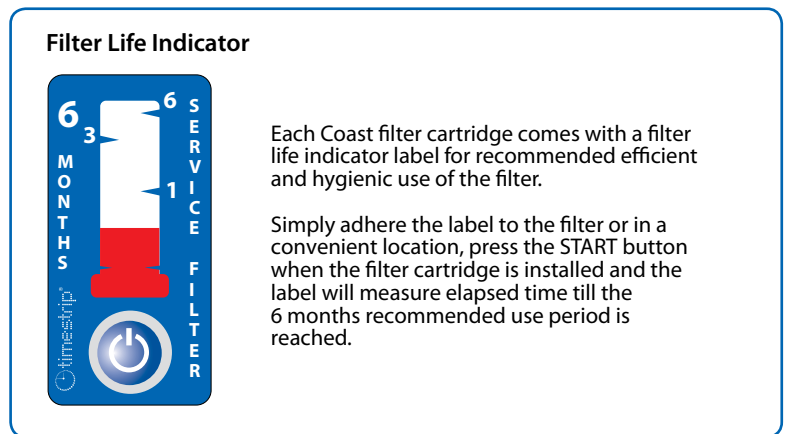 Filter Life Indicator
6
MONTHS
6
3
1
SERVICE FILTER
timestrip®
Each Coast filter cartridge comes with a filter
life indicator label for recommended efficient
and hygienic use of the filter.
Simply adhere the label to the filter or in a
convenient location, press the START button
when the filter cartridge is installed and the
label will measure elapsed time till the
6 months recommended use period is
reached.